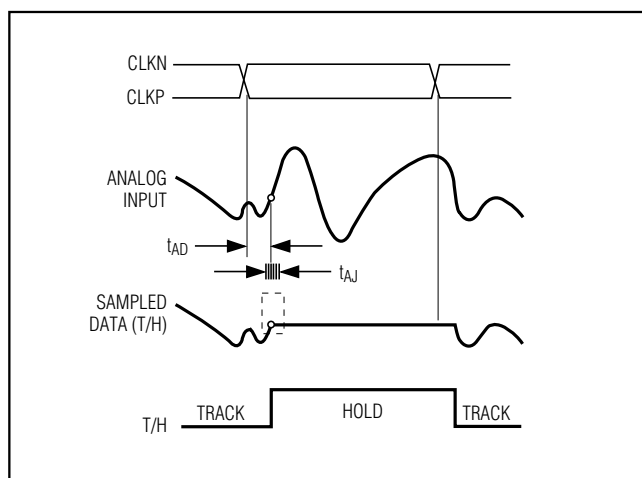 CLKN
CLKP
ANALOG
INPUT
tAD
tAJ
SAMPLED
DATA (T/H)
T/H
TRACK
HOLD
TRACK